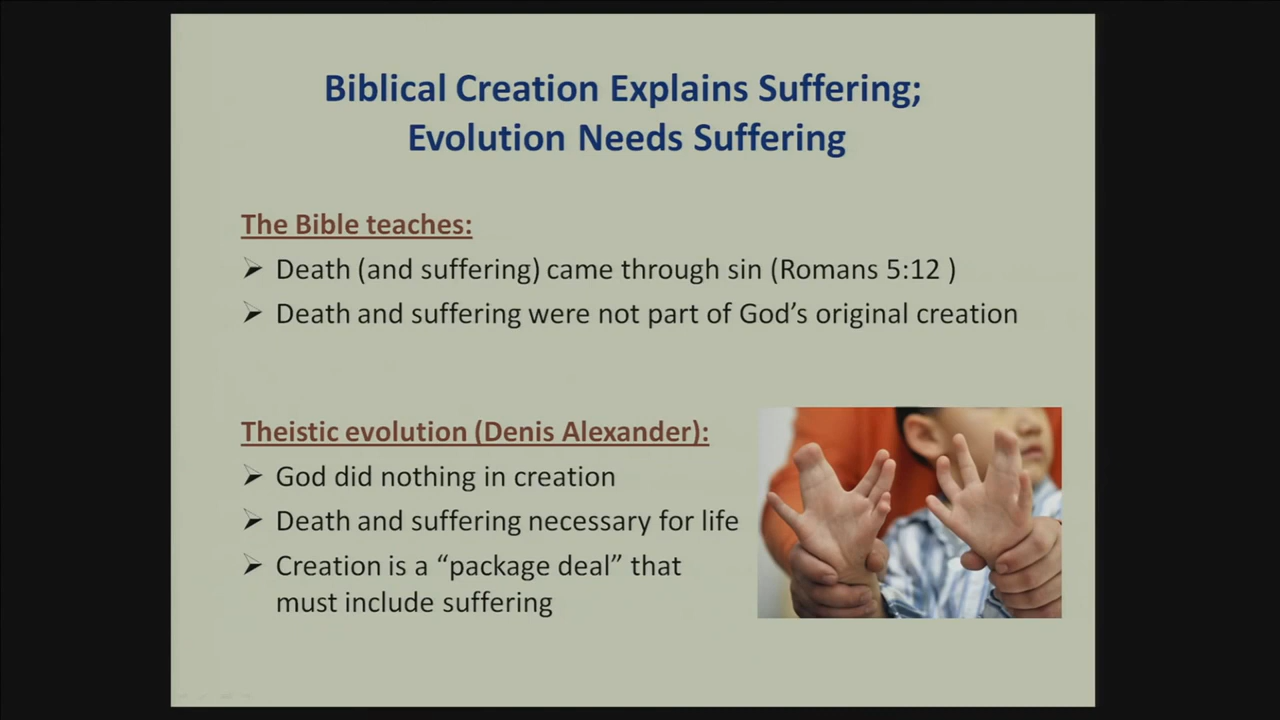 Biblical Creation Explains Suffering;
Evolution Needs Suffering
The Bible teaches:
➢ Death (and suffering) came through sin (Romans 5:12 )
➢ Death and suffering were not part of God’s original creation
Theistic evolution (Denis Alexander):
➢ God did nothing in creation
➢ Death and suffering necessary for life
➢ Creation is a “package deal” that
must include suffering